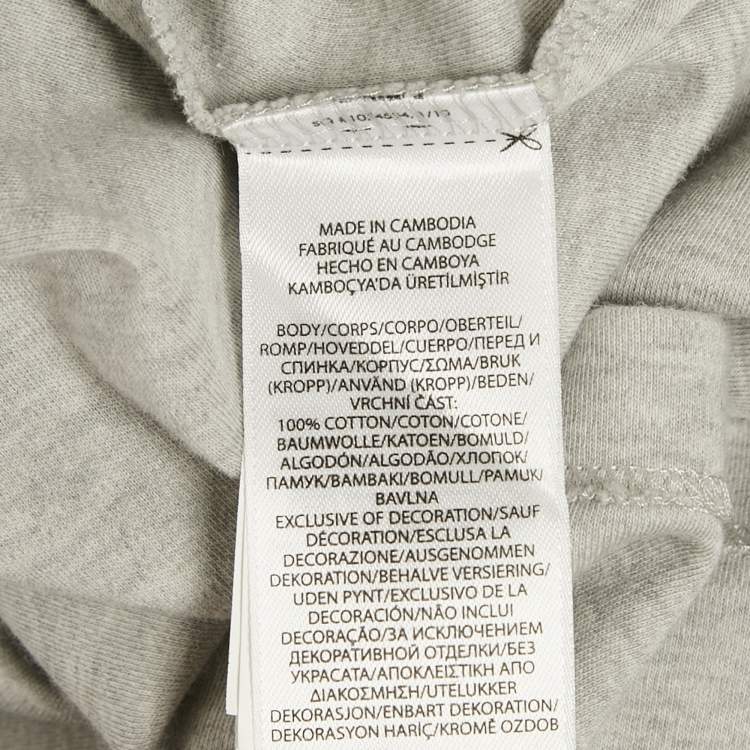 MADE IN CAMBODIA
FABRIQUÉ AU CAMBODGE
HECHO EN CAMBOYA
KAMBOÇYA'DA ÜRETİLMİŞTİR
BODY/CORPS/CORPO/OBERTEIL/
ROMP/HOVEDDEL/CUERPO/ПЕРЕД И
СПИНКА/КОРПУС/ΣΩΜΑ/BRUK
(KROPP)/ANVÄND (KROPP)/BEDEN/
VRCHNÍ ČÁST:
100% COTTON/COTON/COTONE/
BAUMWOLLE/KATOEN/BOMULD/
ALGODÓN/ALGODÃO/ХЛОПОК/
ПАМУК/BAMBAKI/BOMULL/PAMUK/
BAVLNA
EXCLUSIVE OF DECORATION/SAUF
DÉCORATION/ESCLUSA LA
DECORAZIONE/AUSGENOMMEN
DEKORATION/BEHALVE VERSIERING/
UDEN PYNT/EXCLUSIVO DE LA
DECORACIÓN/NÃO INCLUI
DECORAÇÃO/ЗА ИСКЛЮЧЕНИЕМ
ДЕКОРАТИВНОЙ ОТДЕЛКИ/БЕЗ
УКРАСАТА/ΑΠΟΚΛΕΙΣΤΙΚΗ ΑΠΟ
ΔΙΑΚΟΣΜΗΣΗ/UTELUKKER
DEKORASJON/ENBART DEKORATION/
DEKORASYON HARİÇ/KROMĚ OZDOB